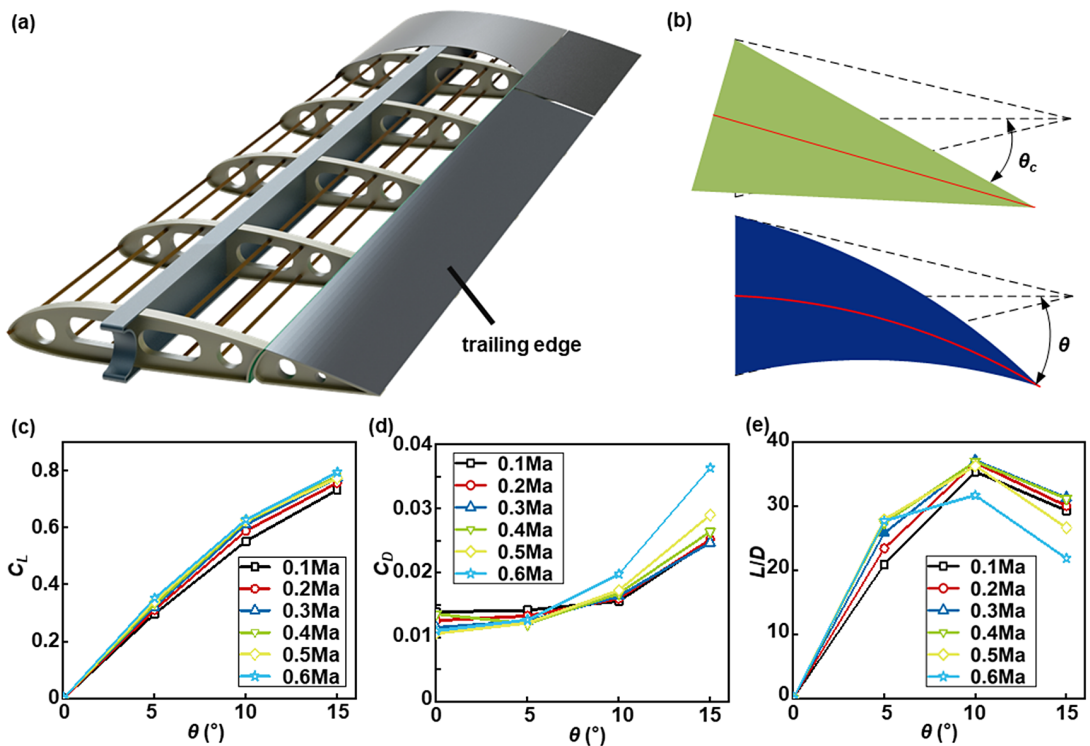 (a)
trailing edge
(b)
θc
θ
(c)
CL
0.8
0.6
0.4
0.2
0
0 5 10 15
θ (°)
0.1Ma
0.2Ma
0.3Ma
0.4Ma
0.5Ma
0.6Ma
(d)
CD
0.04
0.03
0.02
0.01
0
0 5 10 15
θ (°)
0.1Ma
0.2Ma
0.3Ma
0.4Ma
0.5Ma
0.6Ma
(e)
L/D
40
30
20
10
0
0 5 10 15
θ (°)
0.1Ma
0.2Ma
0.3Ma
0.4Ma
0.5Ma
0.6Ma